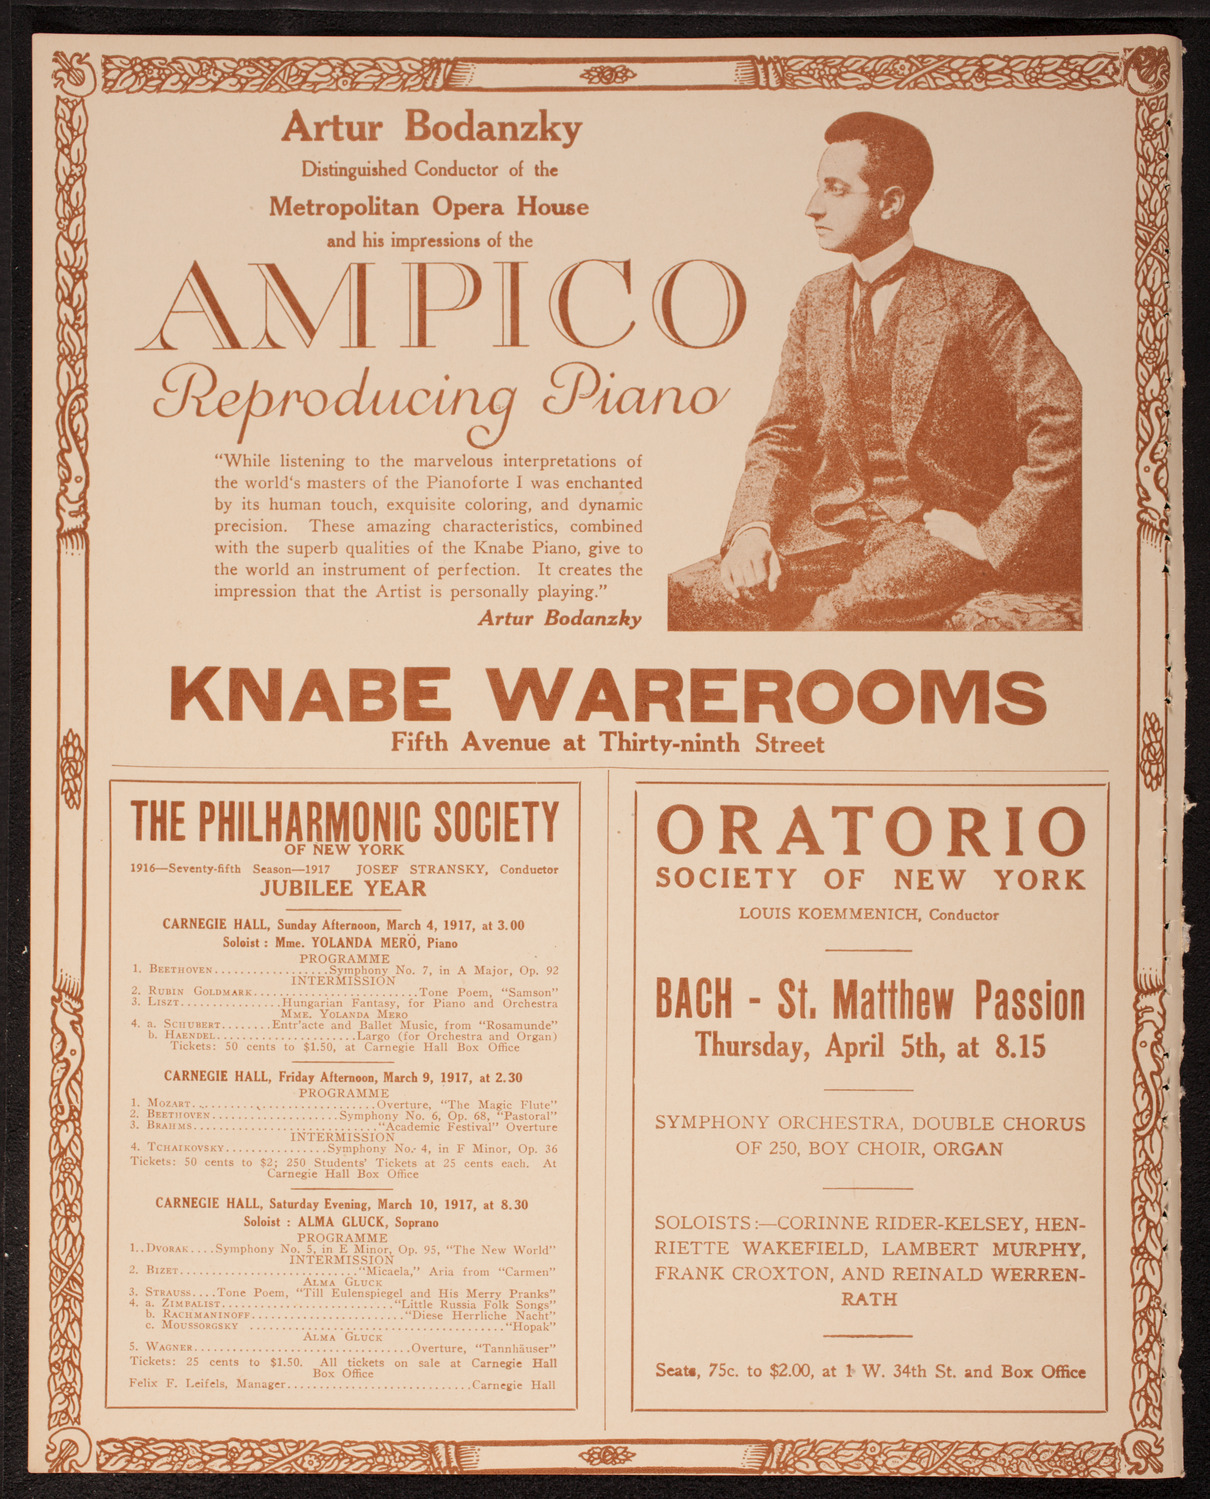 Artur Bodanzky
Distinguished Conductor of the
Metropolitan Opera House
and his impressions of the
AMPICO
Reproducing Piano
“While listening to the marvelous interpretations of
the world‘s masters of the Pianoforte I was enchanted
by its human touch, exquisite coloring, and dynamic
precision. These amazing characteristics, combined
with the superb qualities of the Knabe Piano, give to
the world an instrument of perfection. It creates the
impression that the Artist is personally playing.”
Artur Bodanzky
KNABE WAREROOMS
Fifth Avenue at Thirty-ninth Street
THE PHILHARMONIC SOCIETY
OF NEW YORK
1916—Seventy-fifth Season—1917 JOSEF STRANSKY, Conductor
JUBILEE YEAR
CARNEGIE HALL, Sunday Afternoon, March 4, 1917, at 3.00
Soloist : Mme. YOLANDA MERÖ, Piano
PROGRAMME
1. BEETHOVEN..................Symphony No. 7, in A Major, Op. 92
INTERMISSION
2. RUBIN GOLDMARK..........................Tone Poem, “Samson”
3. LISZT................Hungarian Fantasy, for Piano and Orchestra
MME. YOLANDA MERO
4. a. SCHUBERT........Entr'acte and Ballet Music, from “Rosamunde”
b. HAENDEL......................Largo (for Orchestra and Organ)
Tickets: 50 cents to $1.50, at Carnegie Hall Box Office
CARNEGIE HALL, Friday Afternoon, March 9, 1917, at 2.30
PROGRAMME
1. MOZART.............................Overture, “The Magic Flute”
2. BEETHOVEN....................Symphony No. 6, Op. 68, “Pastoral”
3. BRAHMS.............................“Academic Festival” Overture
INTERMISSION
4. TCHAIKOVSKY................Symphony No. 4, in F Minor, Op. 36
Tickets: 50 cents to $2; 250 Students' Tickets at 25 cents each. At
Carnegie Hall Box Office
CARNEGIE HALL, Saturday Evening, March 10, 1917, at 8.30
Soloist : ALMA GLUCK, Soprano
PROGRAMME
1..DVORAK....Symphony No. 5, in E Minor, Op. 95, “The New World”
INTERMISSION
2. BIZET............................“Micaela,” Aria from “Carmen”
ALMA GLUCK
3. STRAUSS....Tone Poem, “Till Eulenspiegel and His Merry Pranks”
4. a. ZIMBALIST...........................“Little Russia Folk Songs”
b. RACHMANINOFF........................“Diese Herrliche Nacht”
c. MOUSSORGSKY ........................................“Hopak”
ALMA GLUCK
5. WAGNER..................................Overture, “Tannhäuser”
Tickets: 25 cents to $1.50. All tickets on sale at Carnegie Hall
Box Office
Felix F. Leifels, Manager.............................Carnegie Hall
ORATORIO
SOCIETY OF NEW YORK
LOUIS KOEMMENICH, Conductor
BACH - St. Matthew Passion
Thursday, April 5th, at 8.15
SYMPHONY ORCHESTRA, DOUBLE CHORUS
OF 250, BOY CHOIR, ORGAN
SOLOISTS:—CORINNE RIDER-KELSEY, HEN-
RIETTE WAKEFIELD, LAMBERT MURPHY,
FRANK CROXTON, AND REINALD WERREN-
RATH
Seats, 75c. to $2.00, at 1 W. 34th St. and Box Office